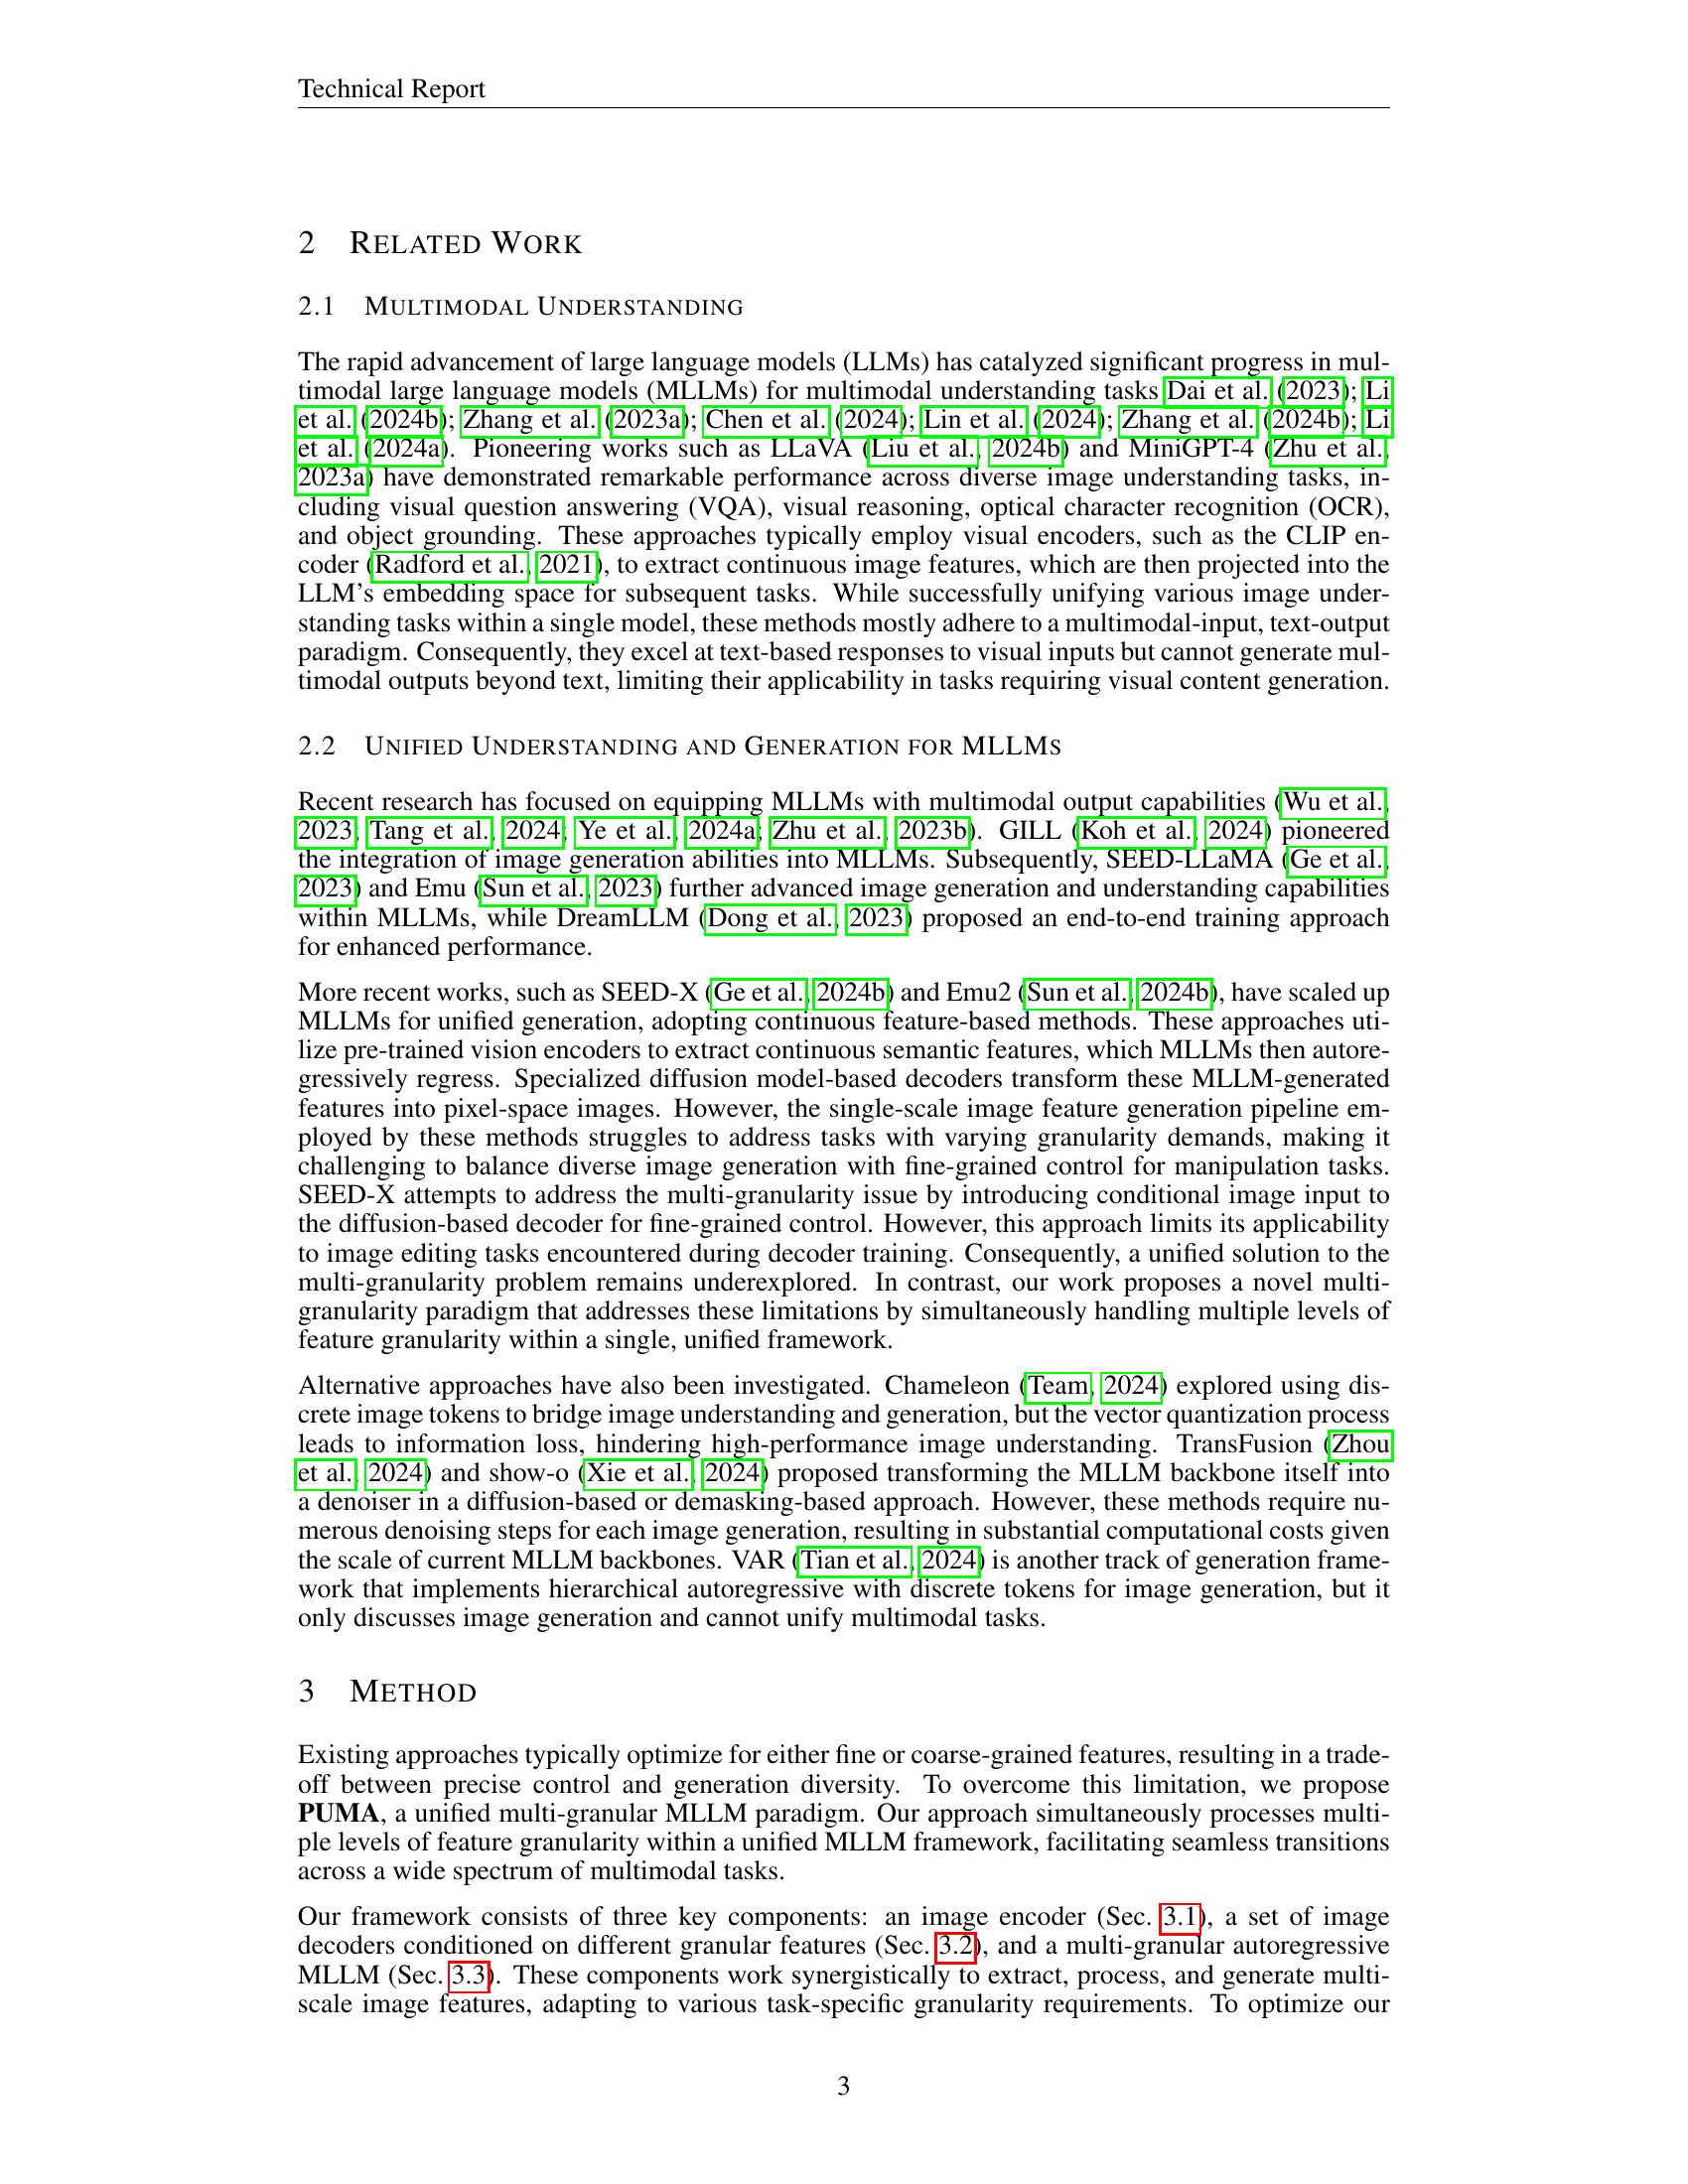 Technical Report
2 RELATED WORK
2.1 MULTIMODAL UNDERSTANDING
The rapid advancement of large language models (LLMs) has catalyzed significant progress in mul-
timodal large language models (MLLMs) for multimodal understanding tasks Dai et al. (2023); Li
et al. (2024b); Zhang et al. (2023a); Chen et al. (2024); Lin et al. (2024); Zhang et al. (2024b); Li
et al. (2024a). Pioneering works such as LLaVA (Liu et al., 2024b) and MiniGPT-4 (Zhu et al.,
2023a) have demonstrated remarkable performance across diverse image understanding tasks, in-
cluding visual question answering (VQA), visual reasoning, optical character recognition (OCR),
and object grounding. These approaches typically employ visual encoders, such as the CLIP en-
coder (Radford et al., 2021), to extract continuous image features, which are then projected into the
LLM's embedding space for subsequent tasks. While successfully unifying various image under-
standing tasks within a single model, these methods mostly adhere to a multimodal-input, text-output
paradigm. Consequently, they excel at text-based responses to visual inputs but cannot generate mul-
timodal outputs beyond text, limiting their applicability in tasks requiring visual content generation.
2.2 UNIFIED UNDERSTANDING AND GENERATION FOR MLLMS
Recent research has focused on equipping MLLMs with multimodal output capabilities (Wu et al.,
2023; Tang et al., 2024; Ye et al., 2024a; Zhu et al., 2023b). GILL (Koh et al., 2024) pioneered
the integration of image generation abilities into MLLMs. Subsequently, SEED-LLaMA (Ge et al.,
2023) and Emu (Sun et al., 2023) further advanced image generation and understanding capabilities
within MLLMs, while DreamLLM (Dong et al., 2023) proposed an end-to-end training approach
for enhanced performance.
More recent works, such as SEED-X (Ge et al., 2024b) and Emu2 (Sun et al., 2024b), have scaled up
MLLMs for unified generation, adopting continuous feature-based methods. These approaches uti-
lize pre-trained vision encoders to extract continuous semantic features, which MLLMs then autore-
gressively regress. Specialized diffusion model-based decoders transform these MLLM-generated
features into pixel-space images. However, the single-scale image feature generation pipeline em-
ployed by these methods struggles to address tasks with varying granularity demands, making it
challenging to balance diverse image generation with fine-grained control for manipulation tasks.
SEED-X attempts to address the multi-granularity issue by introducing conditional image input to
the diffusion-based decoder for fine-grained control. However, this approach limits its applicability
to image editing tasks encountered during decoder training. Consequently, a unified solution to the
multi-granularity problem remains underexplored. In contrast, our work proposes a novel multi-
granularity paradigm that addresses these limitations by simultaneously handling multiple levels of
feature granularity within a single, unified framework.
Alternative approaches have also been investigated. Chameleon (Team, 2024) explored using dis-
crete image tokens to bridge image understanding and generation, but the vector quantization process
leads to information loss, hindering high-performance image understanding. TransFusion (Zhou
et al., 2024) and show-o (Xie et al., 2024) proposed transforming the MLLM backbone itself into
a denoiser in a diffusion-based or demasking-based approach. However, these methods require nu-
merous denoising steps for each image generation, resulting in substantial computational costs given
the scale of current MLLM backbones. VAR (Tian et al., 2024) is another track of generation frame-
work that implements hierarchical autoregressive with discrete tokens for image generation, but it
only discusses image generation and cannot unify multimodal tasks.
3 METHOD
Existing approaches typically optimize for either fine or coarse-grained features, resulting in a trade-
off between precise control and generation diversity. To overcome this limitation, we propose
PUMA, a unified multi-granular MLLM paradigm. Our approach simultaneously processes multi-
ple levels of feature granularity within a unified MLLM framework, facilitating seamless transitions
across a wide spectrum of multimodal tasks.
Our framework consists of three key components: an image encoder (Sec. 3.1), a set of image
decoders conditioned on different granular features (Sec. 3.2), and a multi-granular autoregressive
MLLM (Sec. 3.3). These components work synergistically to extract, process, and generate multi-
scale image features, adapting to various task-specific granularity requirements. To optimize our
3